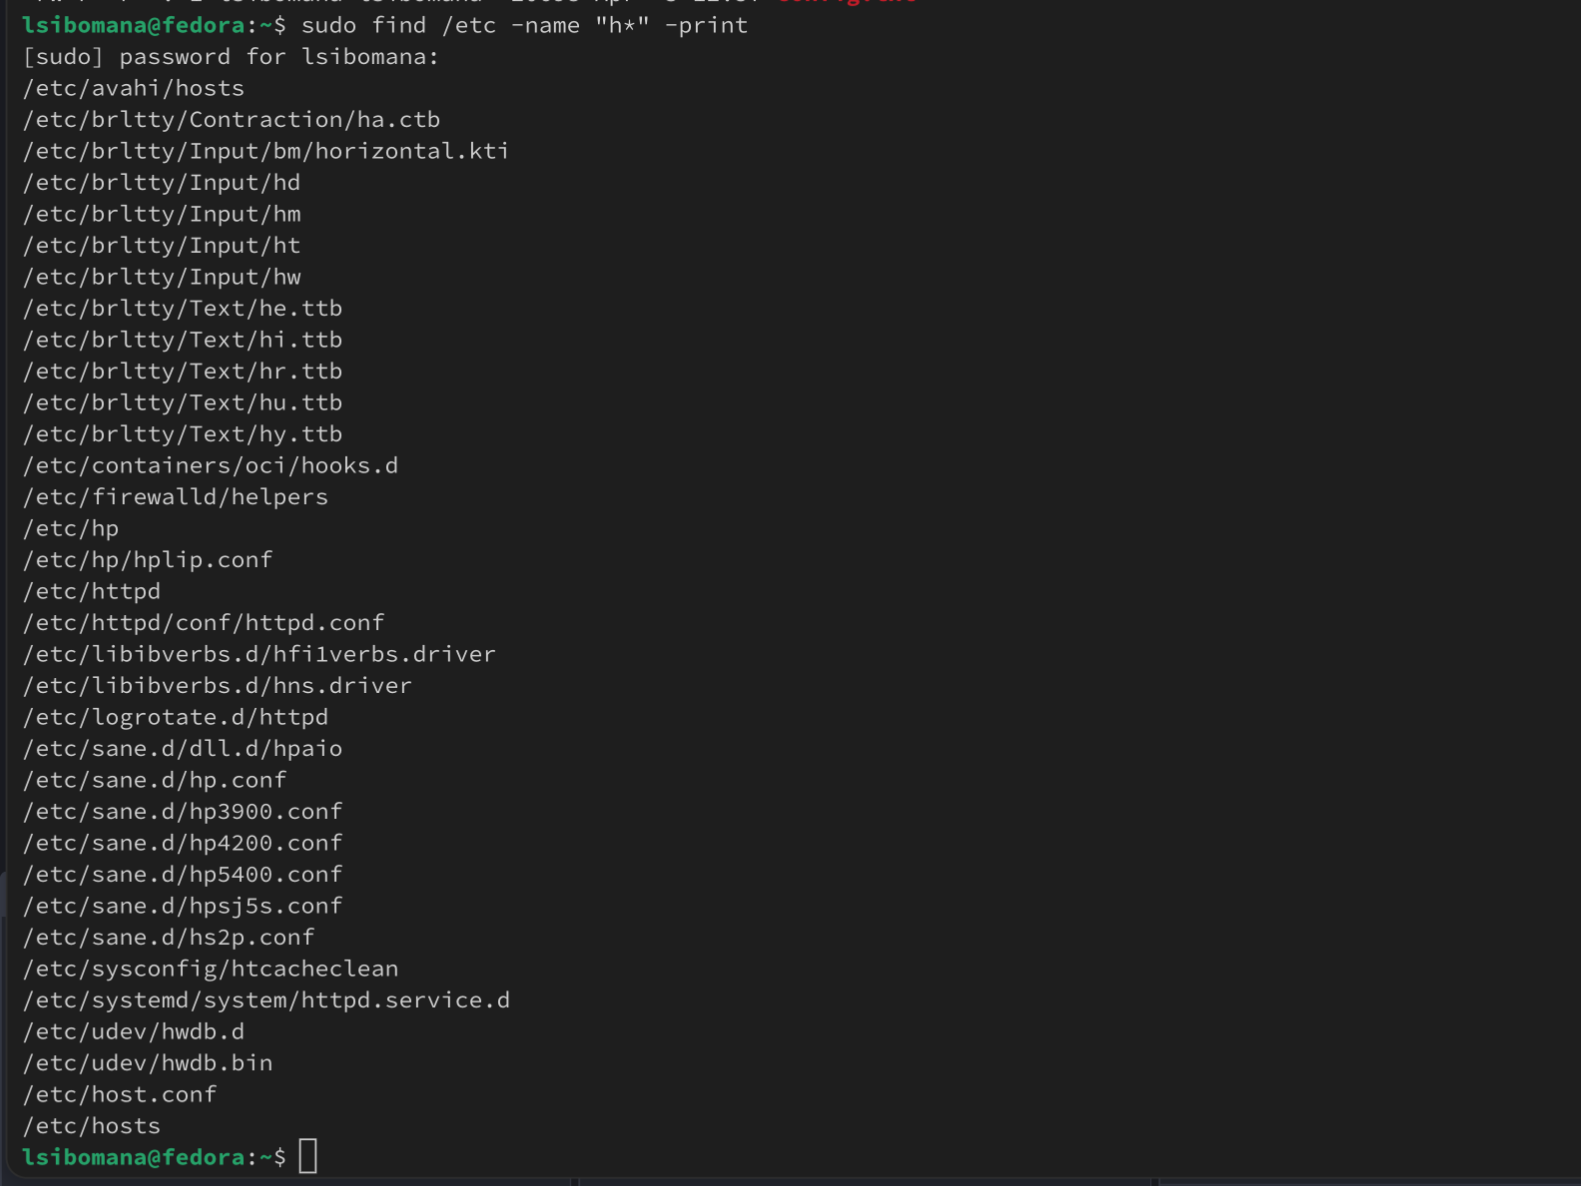 lsibomana@fedora:~$ sudo find /etc -name "h*" -print
[sudo] password for lsibomana:
/etc/avahi/hosts
/etc/brltty/Contraction/ha.ctb
/etc/brltty/Input/bm/horizontal.kti
/etc/brltty/Input/hd
/etc/brltty/Input/hm
/etc/brltty/Input/ht
/etc/brltty/Input/hw
/etc/brltty/Text/he.ttb
/etc/brltty/Text/hi.ttb
/etc/brltty/Text/hr.ttb
/etc/brltty/Text/hu.ttb
/etc/brltty/Text/hy.ttb
/etc/containers/oci/hooks.d
/etc/firewalld/helpers
/etc/hp
/etc/hp/hplip.conf
/etc/httpd
/etc/httpd/conf/httpd.conf
/etc/libibverbs.d/hfi1verbs.driver
/etc/libibverbs.d/hns.driver
/etc/logrotate.d/httpd
/etc/sane.d/dll.d/hpaio
/etc/sane.d/hp.conf
/etc/sane.d/hp3900.conf
/etc/sane.d/hp4200.conf
/etc/sane.d/hp5400.conf
/etc/sane.d/hpsj5s.conf
/etc/sane.d/hs2p.conf
/etc/sysconfig/htcacheclean
/etc/systemd/system/httpd.service.d
/etc/udev/hwdb.d
/etc/udev/hwdb.bin
/etc/host.conf
/etc/hosts
lsibomana@fedora:~$